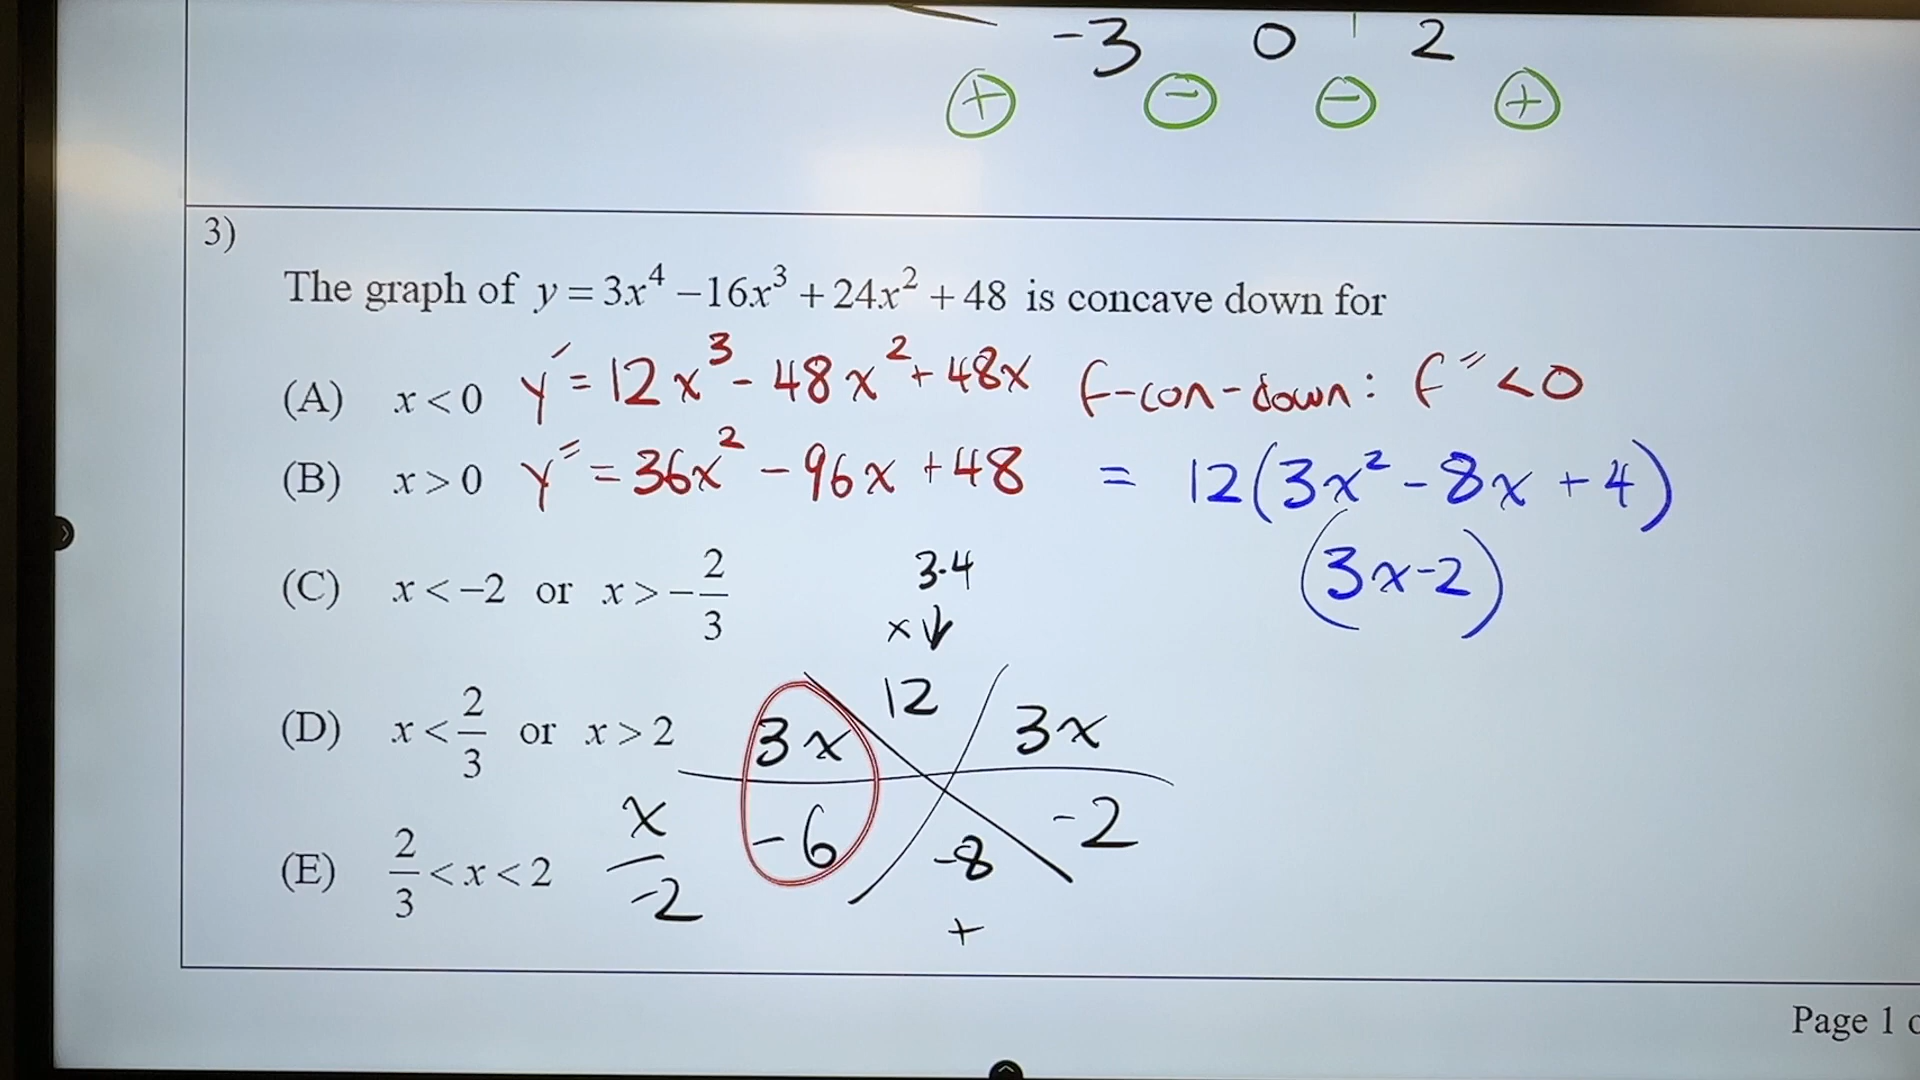 -3 0 2
+ - - +
3)
The graph of y = 3x⁴ – 16x³ + 24x² + 48 is concave down for
(A) x < 0 y′ = 12x³ - 48x² + 48x f-con-down: f″ < 0
(B) x > 0 y″ = 36x² - 96x + 48 = 12(3x² - 8x + 4)
(3x-2)
(C) x < –2 or x > –2/3
3·4
x ↓
12
(D) x < 2/3 or x > 2
3x 3x
-6 -2
x/-2
-8
+
(E) 2/3 < x < 2
Page 1